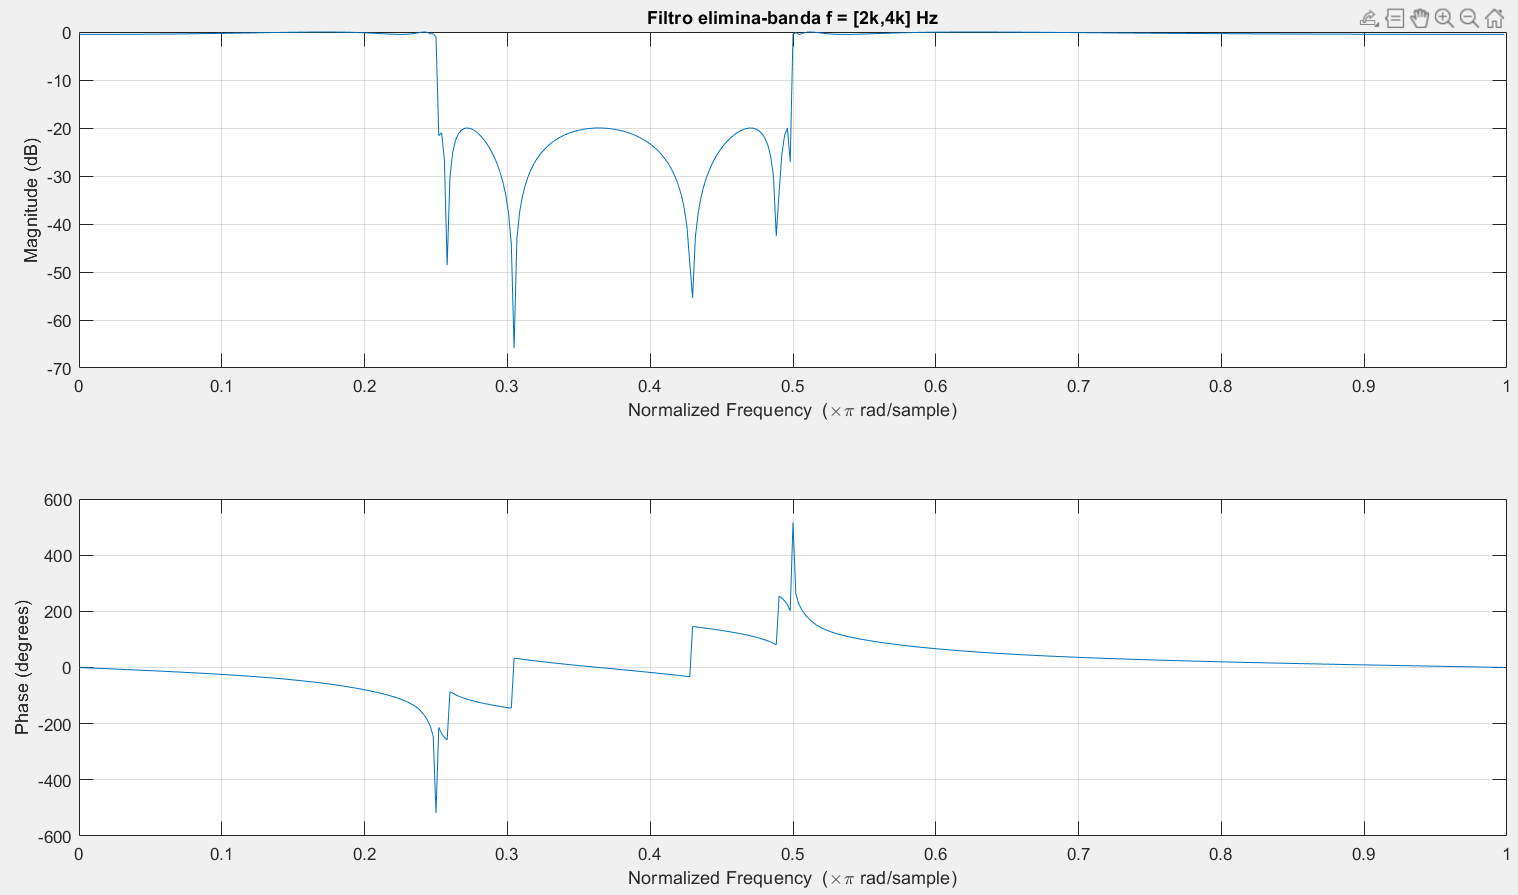 Filtro elimina-banda f = [2k,4k] Hz
0
-10
-20
-30
-40
-50
-60
-70
Magnitude (dB)
0 0.1 0.2 0.3 0.4 0.5 0.6 0.7 0.8 0.9 1
Normalized Frequency (×π rad/sample)
600
400
200
0
-200
-400
-600
Phase (degrees)
0 0.1 0.2 0.3 0.4 0.5 0.6 0.7 0.8 0.9 1
Normalized Frequency (×π rad/sample)